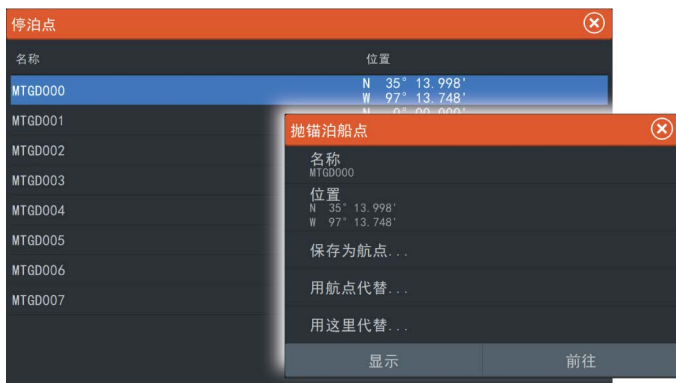 停泊点
名称 位置
MTGD000 N 35° 13.998'
W 97° 13.748'
MTGD001
MTGD002
MTGD003
MTGD004
MTGD005
MTGD006
MTGD007
抛锚泊船点
名称
MTGD000
位置
N 35° 13.998'
W 97° 13.748'
保存为航点...
用航点代替...
用这里代替...
显示 前往